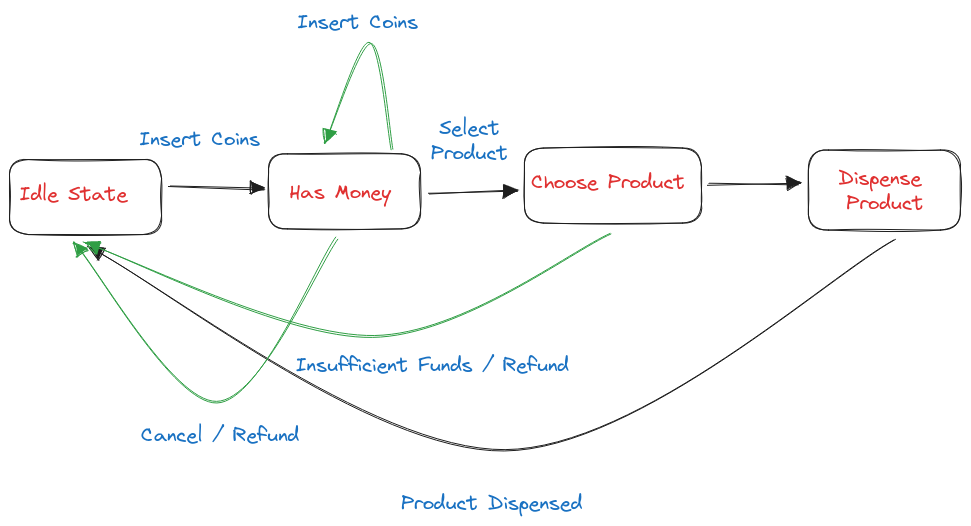 Insert Coins
Insert Coins
Select
Product
Idle State
Has Money
Choose Product
Dispense
Product
Insufficient Funds / Refund
Cancel / Refund
Product Dispensed